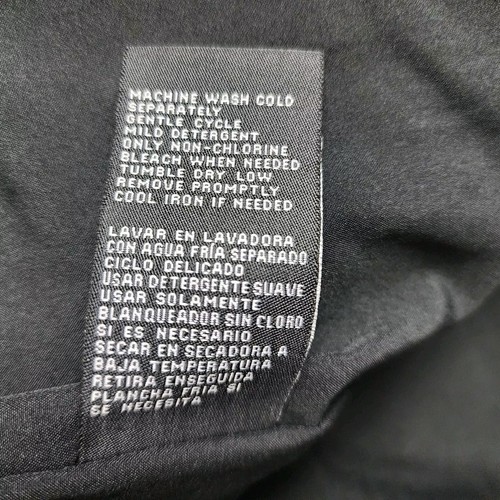 MACHINE WASH COLD
SEPARATELY
GENTLE CYCLE
MILD DETERGENT
ONLY NON-CHLORINE
BLEACH WHEN NEEDED
TUMBLE DRY LOW
REMOVE PROMPTLY
COOL IRON IF NEEDED
LAVAR EN LAVADORA
CON AGUA FRÍA SEPARADO
CICLO DELICADO
USAR DETERGENTE SUAVE
USAR SOLAMENTE
BLANQUEADOR SIN CLORO
SI ES NECESARIO
SECAR EN SECADORA A
BAJA TEMPERATURA
RETIRA ENSEGUIDA
PLANCHA FRIA SI
SE NECESITA